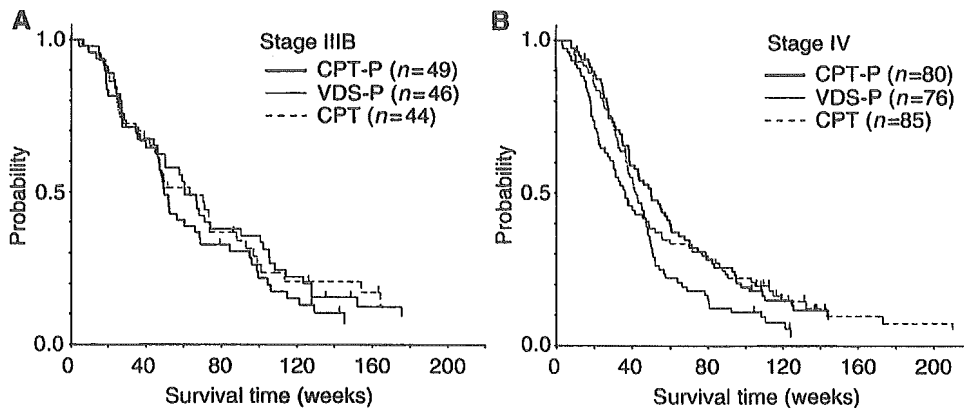 A
Stage IIIB
CPT-P (n=49)
VDS-P (n=46)
CPT (n=44)
1.0
0.5
0.0
Probability
0 40 80 120 160 200
Survival time (weeks)
B
Stage IV
CPT-P (n=80)
VDS-P (n=76)
CPT (n=85)
1.0
0.5
0.0
Probability
0 40 80 120 160 200
Survival time (weeks)